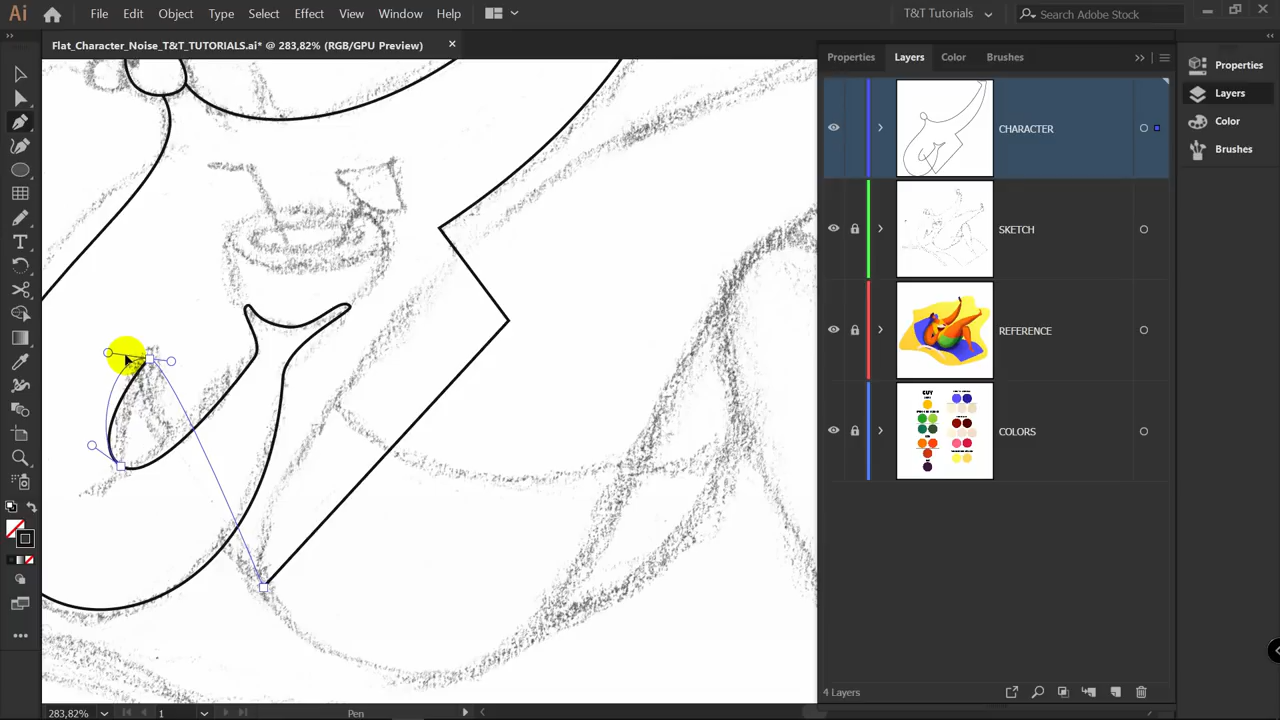 Ai File Edit Object Type Select Effect View Window Help T&T Tutorials Search Adobe Stock
Flat_Character_Noise_T&T_TUTORIALS.ai* @ 283,82% (RGB/GPU Preview)
Properties Layers Color Brushes
Properties
Layers
Color
Brushes
CHARACTER
SKETCH
REFERENCE
COLORS
4 Layers
283,82% 1 Pen